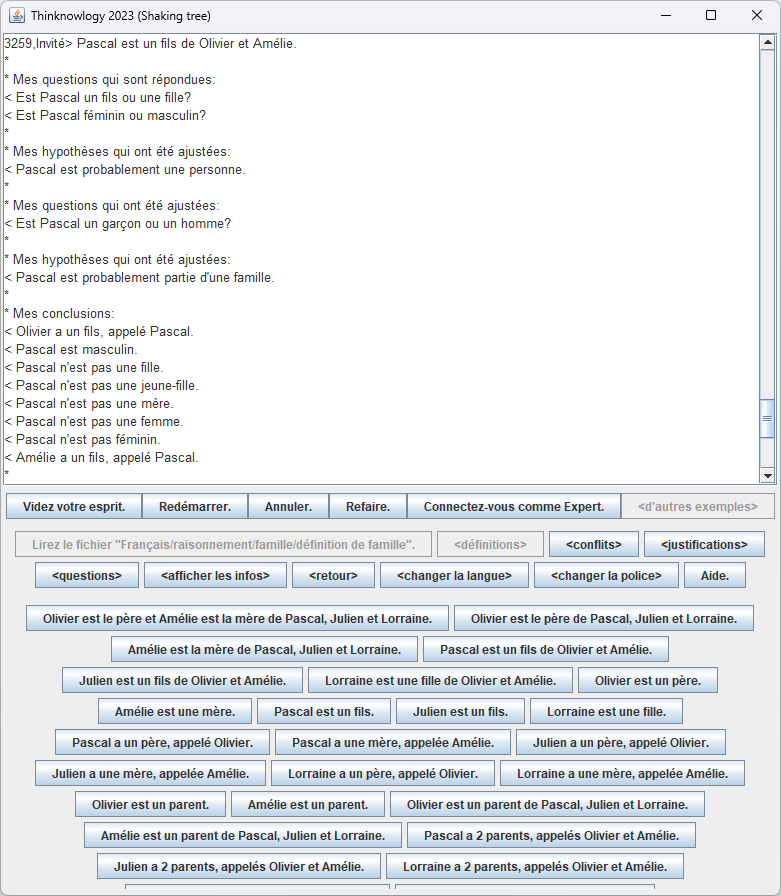 Thinknowlogy 2023 (Shaking tree)
3259,Invité> Pascal est un fils de Olivier et Amélie.
*
* Mes questions qui sont répondues:
< Est Pascal un fils ou une fille?
< Est Pascal féminin ou masculin?
*
* Mes hypothèses qui ont été ajustées:
< Pascal est probablement une personne.
*
* Mes questions qui ont été ajustées:
< Est Pascal un garçon ou un homme?
*
* Mes hypothèses qui ont été ajustées:
< Pascal est probablement partie d'une famille.
*
* Mes conclusions:
< Olivier a un fils, appelé Pascal.
< Pascal est masculin.
< Pascal n'est pas une fille.
< Pascal n'est pas une jeune-fille.
< Pascal n'est pas une mère.
< Pascal n'est pas une femme.
< Pascal n'est pas féminin.
< Amélie a un fils, appelé Pascal.
*
Videz votre esprit. Redémarrer. Annuler. Refaire. Connectez-vous comme Expert. <d'autres exemples>
Lirez le fichier "Français/raisonnement/famille/définition de famille". <définitions> <conflits> <justifications>
<questions> <afficher les infos> <retour> <changer la langue> <changer la police> Aide.
Olivier est le père et Amélie est la mère de Pascal, Julien et Lorraine. Olivier est le père de Pascal, Julien et Lorraine.
Amélie est la mère de Pascal, Julien et Lorraine. Pascal est un fils de Olivier et Amélie.
Julien est un fils de Olivier et Amélie. Lorraine est une fille de Olivier et Amélie. Olivier est un père.
Amélie est une mère. Pascal est un fils. Julien est un fils. Lorraine est une fille.
Pascal a un père, appelé Olivier. Pascal a une mère, appelée Amélie. Julien a un père, appelé Olivier.
Julien a une mère, appelée Amélie. Lorraine a un père, appelé Olivier. Lorraine a une mère, appelée Amélie.
Olivier est un parent. Amélie est un parent. Olivier est un parent de Pascal, Julien et Lorraine.
Amélie est un parent de Pascal, Julien et Lorraine. Pascal a 2 parents, appelés Olivier et Amélie.
Julien a 2 parents, appelés Olivier et Amélie. Lorraine a 2 parents, appelés Olivier et Amélie.